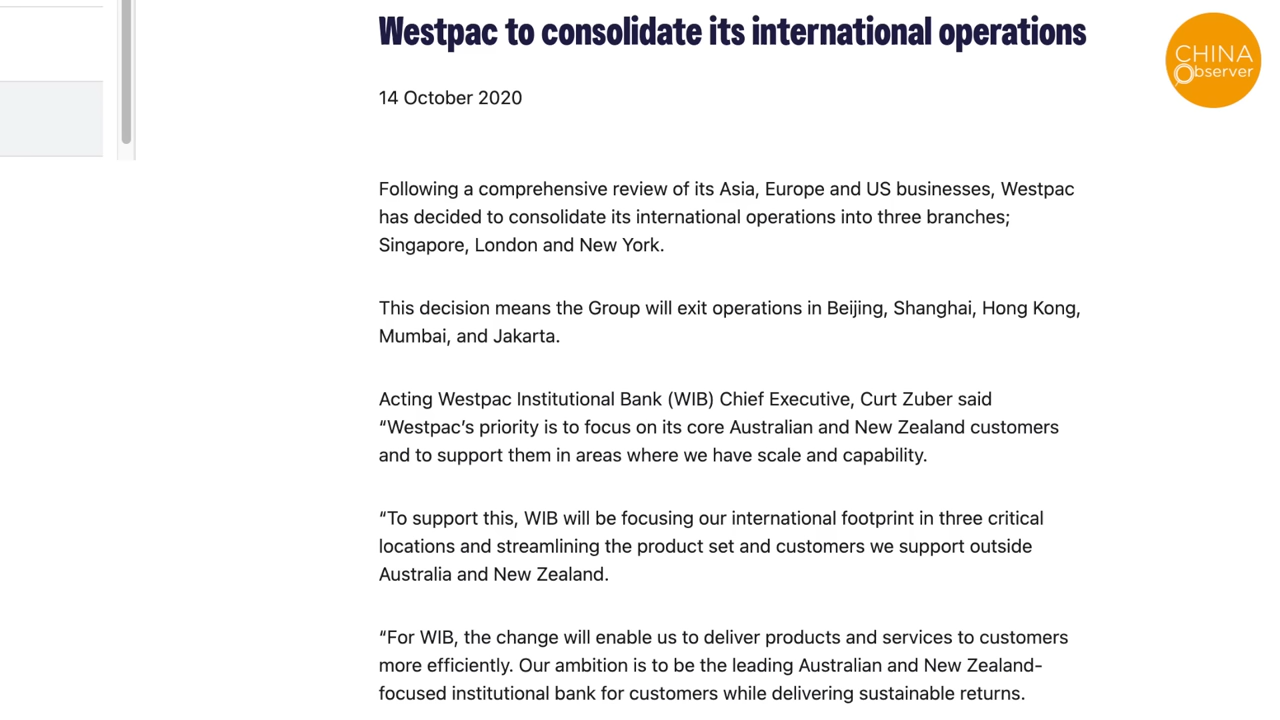 Westpac to consolidate its international operations
CHINA
Observer
14 October 2020
Following a comprehensive review of its Asia, Europe and US businesses, Westpac
has decided to consolidate its international operations into three branches;
Singapore, London and New York.
This decision means the Group will exit operations in Beijing, Shanghai, Hong Kong,
Mumbai, and Jakarta.
Acting Westpac Institutional Bank (WIB) Chief Executive, Curt Zuber said
“Westpac’s priority is to focus on its core Australian and New Zealand customers
and to support them in areas where we have scale and capability.
“To support this, WIB will be focusing our international footprint in three critical
locations and streamlining the product set and customers we support outside
Australia and New Zealand.
“For WIB, the change will enable us to deliver products and services to customers
more efficiently. Our ambition is to be the leading Australian and New Zealand-
focused institutional bank for customers while delivering sustainable returns.